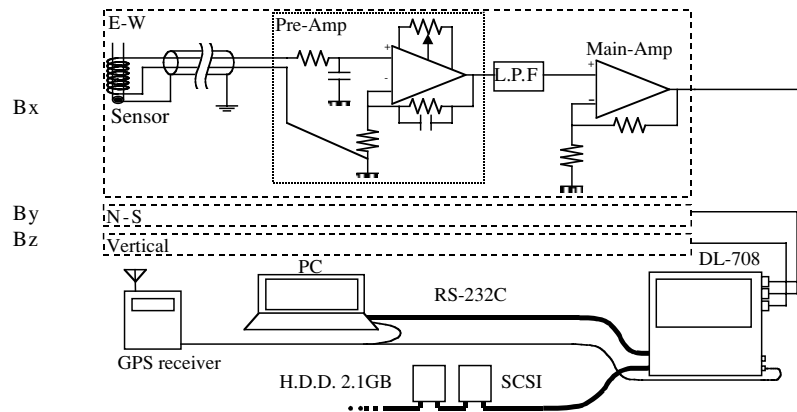 E-W
Pre-Amp
Main-Amp
+
-
L.P.F
+
−
Bx
Sensor
By
N-S
Bz
Vertical
DL-708
PC
RS-232C
GPS receiver
H.D.D. 2.1GB
SCSI